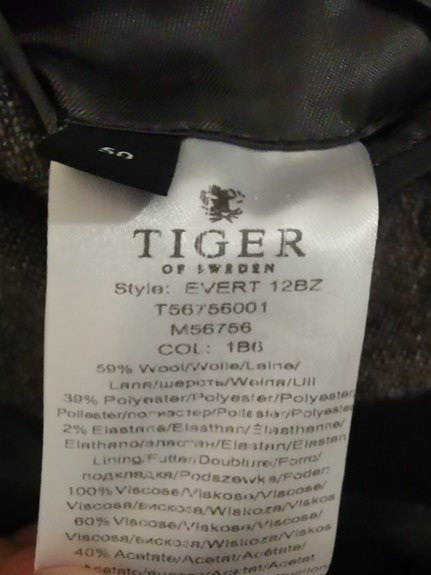 50
TIGER
OF SWEDEN
Style: EVERT 12BZ
T56756001
M56756
COL: 1B6
59% Wool/Wolle/Laine/
Lana/шерсть/Wełna/Ull
39% Polyester/Polyester/Polyester
Poliester/полиэстер/Poliester/Polyester
2% Elastane/Elasthan/Elasthanne/
Elathano/эластан/Elastan/Elastan
Lining/Futter/Doublure/Forro/
подкладка/Podszewka/Foder:
100% Viscose/Viskose/Viscose/
Viscosa/вискоза/Wiskoza/Viskos
60% Viscose/Viskose/Viscose/
Viscosa/вискоза/Wiskoza/Viskos
40% Acetate/Acetat/Acétate/